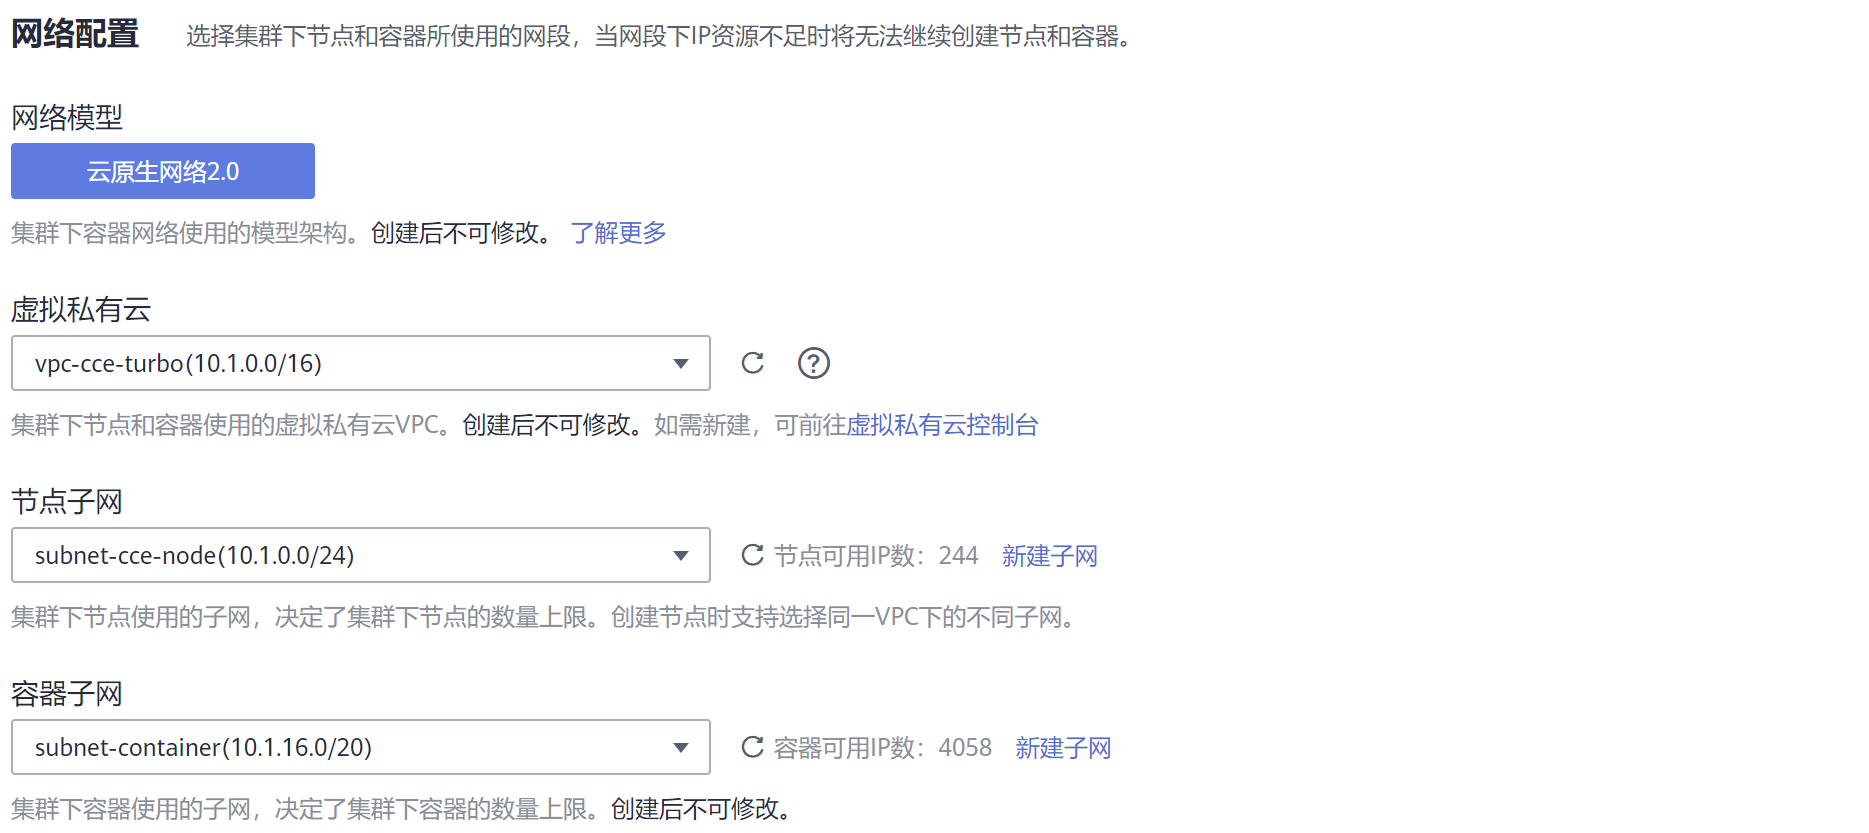 网络配置 选择集群下节点和容器所使用的网段，当网段下IP资源不足时将无法继续创建节点和容器。
网络模型
云原生网络2.0
集群下容器网络使用的模型架构。创建后不可修改。 了解更多
虚拟私有云
vpc-cce-turbo(10.1.0.0/16)
集群下节点和容器使用的虚拟私有云VPC。创建后不可修改。如需新建，可前往虚拟私有云控制台
节点子网
subnet-cce-node(10.1.0.0/24) 节点可用IP数：244 新建子网
集群下节点使用的子网，决定了集群下节点的数量上限。创建节点时支持选择同一VPC下的不同子网。
容器子网
subnet-container(10.1.16.0/20) 容器可用IP数：4058 新建子网
集群下容器使用的子网，决定了集群下容器的数量上限。创建后不可修改。